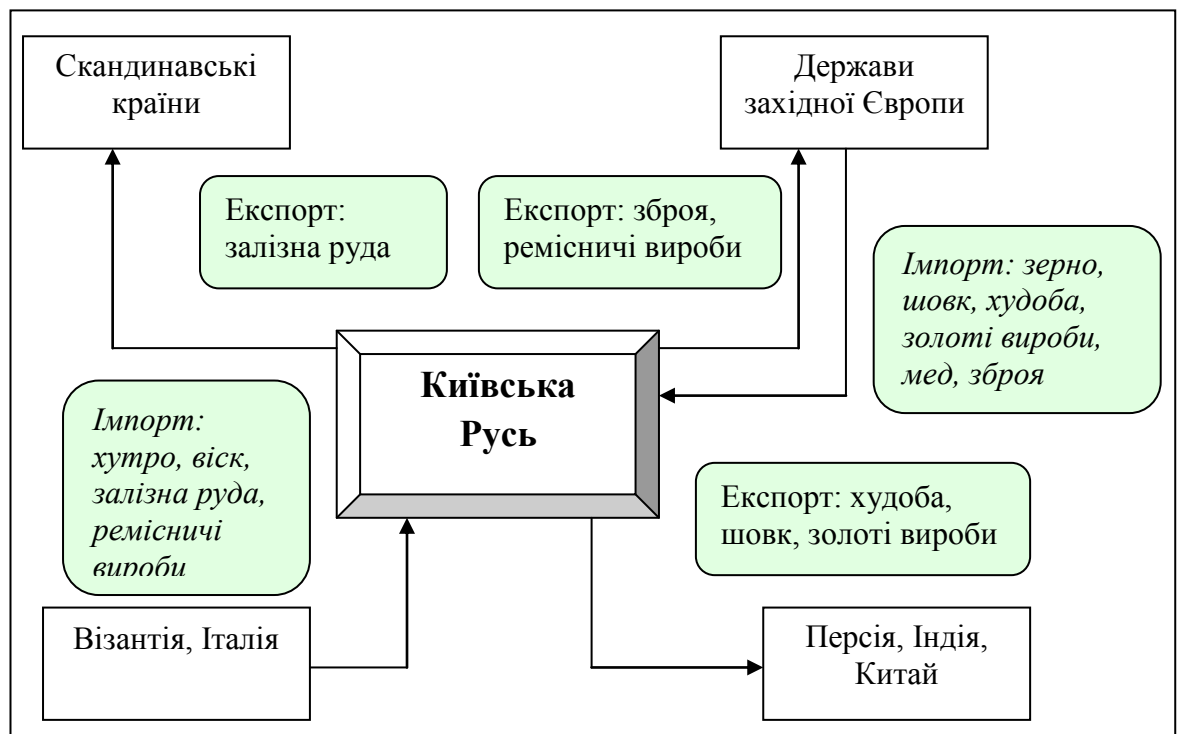 Скандинавські
країни
Держави
західної Європи
Експорт:
залізна руда
Експорт: зброя,
ремісничі вироби
Імпорт: зерно,
шовк, худоба,
золоті вироби,
мед, зброя
Київська
Русь
Імпорт:
хутро, віск,
залізна руда,
ремісничі
вироби
Експорт: худоба,
шовк, золоті вироби
Візантія, Італія
Персія, Індія,
Китай